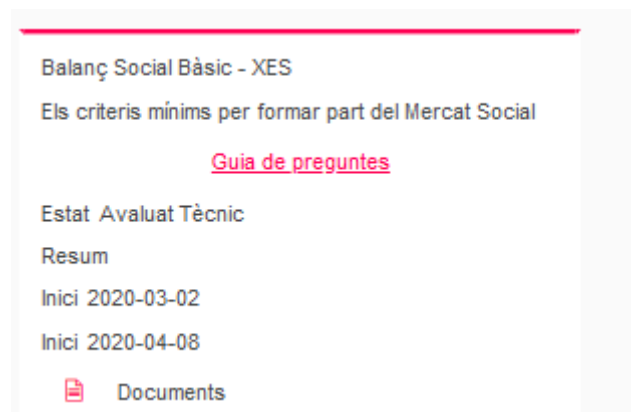 Balanç Social Bàsic - XES
Els criteris mínims per formar part del Mercat Social
Guia de preguntes
Estat Avaluat Tècnic
Resum
Inici 2020-03-02
Inici 2020-04-08
Documents